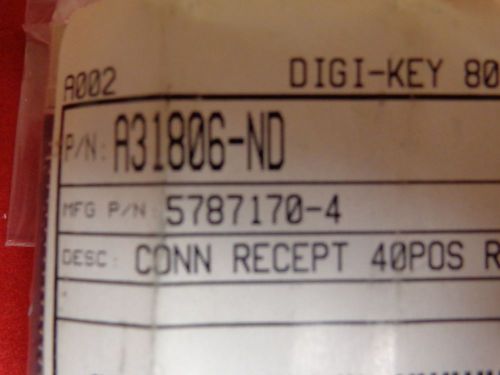 A002 DIGI-KEY 80
P/N: A31806-ND
MFG P/N: 5787170-4
DESC: CONN RECEPT 40POS R